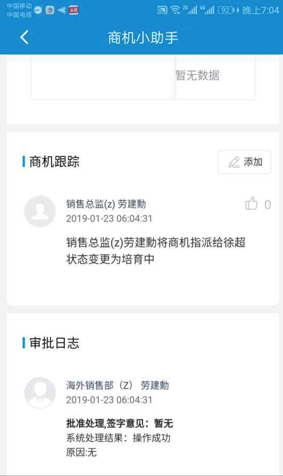 中国移动
中国电信
92
晚上7:04
商机小助手
暂无数据
商机跟踪
添加
销售总监(z) 劳建勳
0
2019-01-23 06:04:31
销售总监(z)劳建勳将商机指派给徐超
状态变更为培育中
审批日志
海外销售部（Z） 劳建勳
2019-01-23 06:04:31
批准处理,签字意见：暂无
系统处理结果：操作成功
原因:无